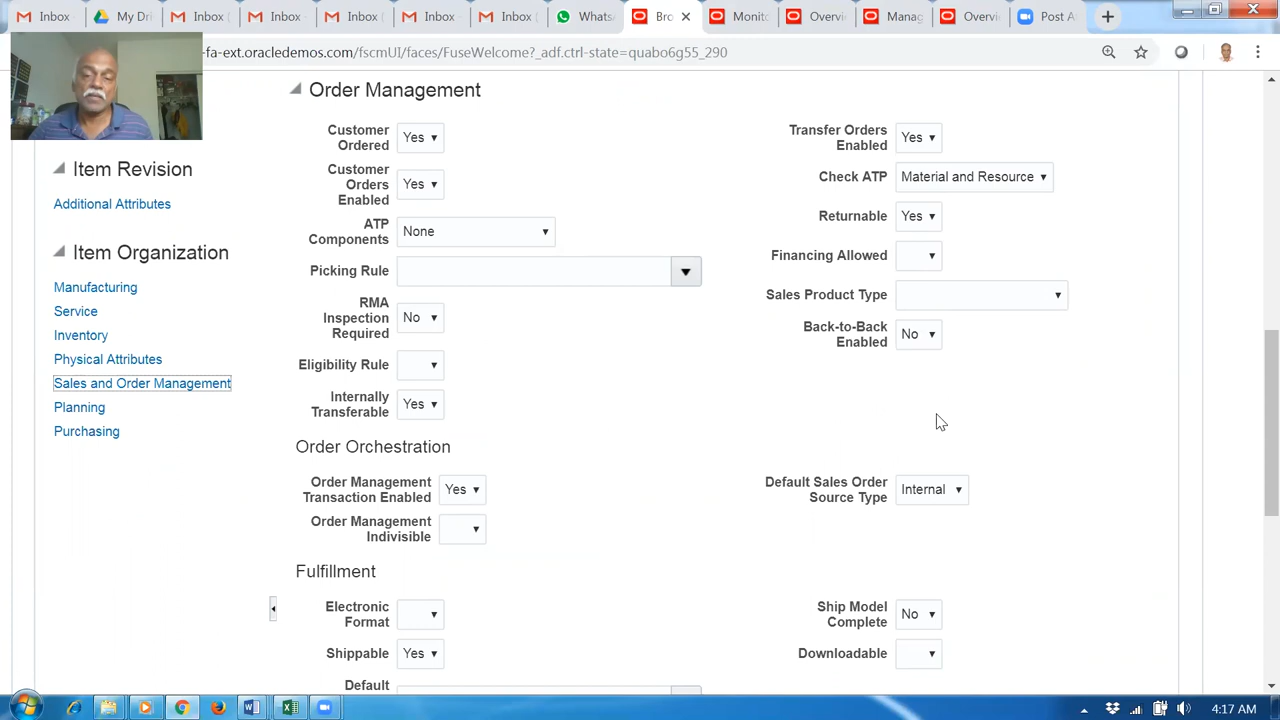 Inbox
My Dri
Inbox (
Inbox (
Inbox (
Inbox
Inbox
Whats
Bro
Monito
Overvi
Manag
Overvi
Post A
-fa-ext.oracledemos.com/fscmUI/faces/FuseWelcome?_adf.ctrl-state=quabo6g55_290
Item Revision
Additional Attributes
Item Organization
Manufacturing
Service
Inventory
Physical Attributes
Sales and Order Management
Planning
Purchasing
Order Management
Customer
Ordered
Yes
Customer
Orders
Enabled
Yes
ATP
Components
None
Picking Rule
RMA
Inspection
Required
No
Eligibility Rule
Internally
Transferable
Yes
Transfer Orders
Enabled
Yes
Check ATP
Material and Resource
Returnable
Yes
Financing Allowed
Sales Product Type
Back-to-Back
Enabled
No
Order Orchestration
Order Management
Transaction Enabled
Yes
Order Management
Indivisible
Default Sales Order
Source Type
Internal
Fulfillment
Electronic
Format
Shippable
Yes
Default
Ship Model
Complete
No
Downloadable
4:17 AM